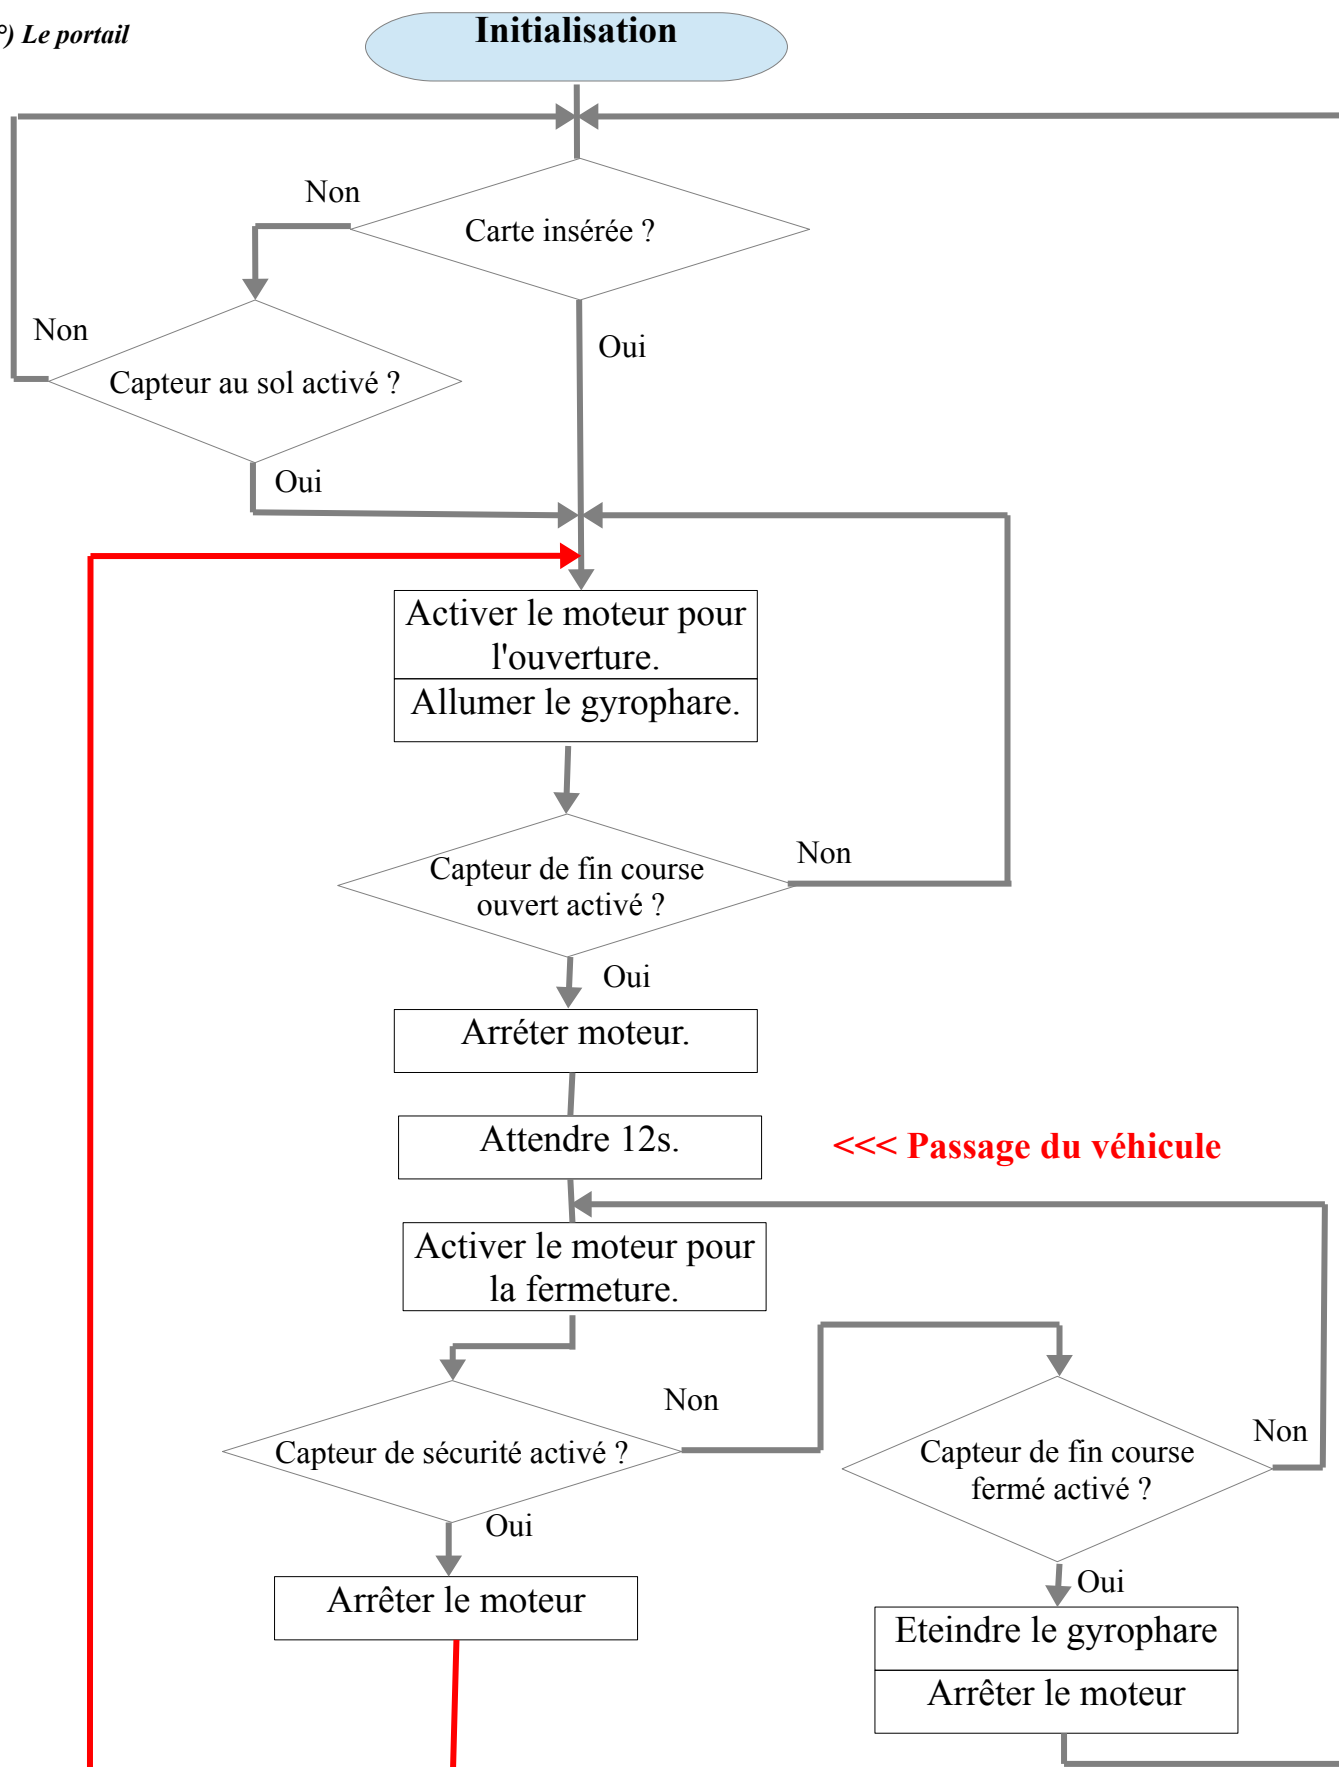 °) Le portail
Initialisation
Non
Carte insérée ?
Non
Oui
Capteur au sol activé ?
Oui
Activer le moteur pour
l'ouverture.
Allumer le gyrophare.
Non
Capteur de fin course
ouvert activé ?
Oui
Arréter moteur.
Attendre 12s.
<<< Passage du véhicule
Activer le moteur pour
la fermeture.
Non
Capteur de sécurité activé ?
Non
Capteur de fin course
fermé activé ?
Oui
Oui
Arrêter le moteur
Eteindre le gyrophare
Arrêter le moteur